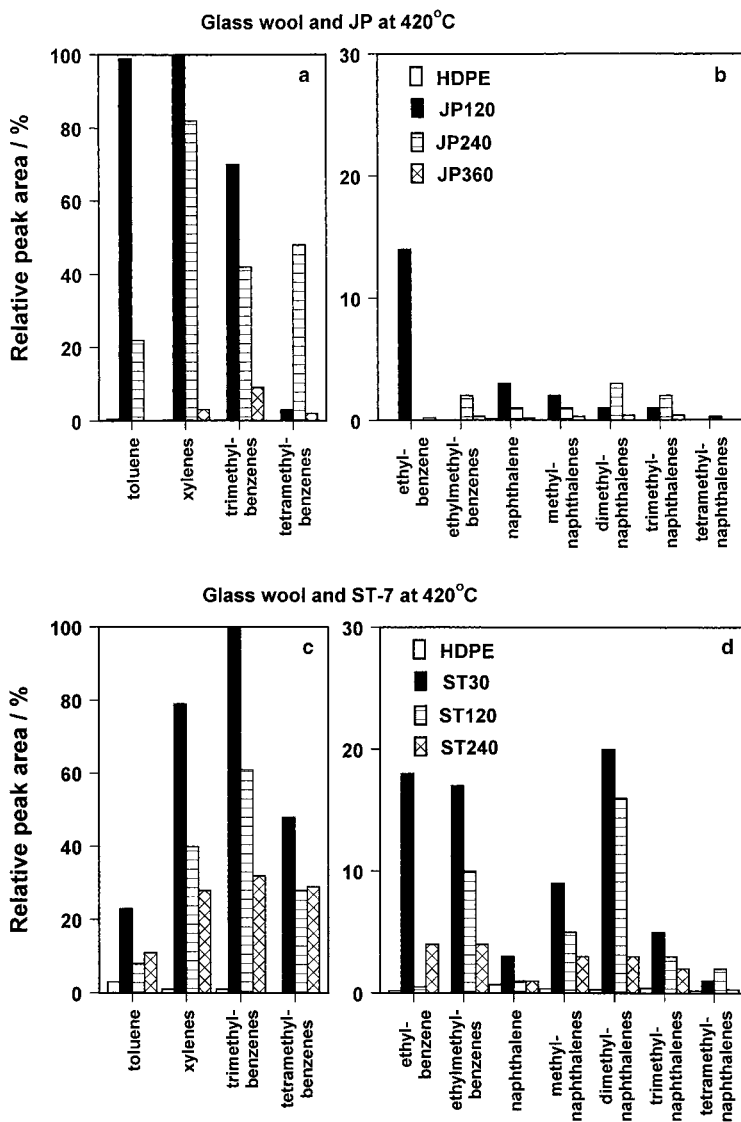 Glass wool and JP at 420°C
Relative peak area / %
100
80
60
40
20
0
a
toluene
xylenes
trimethyl-
benzenes
tetramethyl-
benzenes
30
20
10
0
b
HDPE
JP120
JP240
JP360
ethyl-
benzene
ethylmethyl-
benzenes
naphthalene
methyl-
naphthalenes
dimethyl-
naphthalenes
trimethyl-
naphthalenes
tetramethyl-
naphthalenes
Glass wool and ST-7 at 420°C
Relative peak area / %
100
80
60
40
20
0
c
toluene
xylenes
trimethyl-
benzenes
tetramethyl-
benzenes
30
20
10
0
d
HDPE
ST30
ST120
ST240
ethyl-
benzene
ethylmethyl-
benzenes
naphthalene
methyl-
naphthalenes
dimethyl-
naphthalenes
trimethyl-
naphthalenes
tetramethyl-
naphthalenes